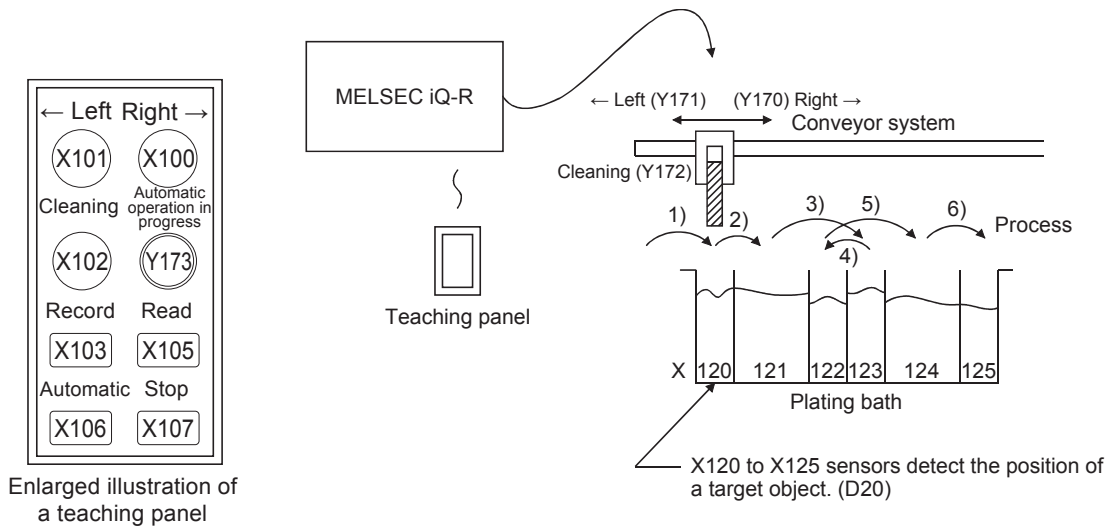 ← Left Right →
X101 X100
Cleaning
Automatic
operation in
progress
X102 Y173
Record Read
X103 X105
Automatic Stop
X106 X107
Enlarged illustration of
a teaching panel
MELSEC iQ-R
Teaching panel
← Left (Y171) (Y170) Right →
Conveyor system
Cleaning (Y172)
1) 2) 3) 5) 6)
4)
Process
X 120 121 122 123 124 125
Plating bath
X120 to X125 sensors detect the position of
a target object. (D20)